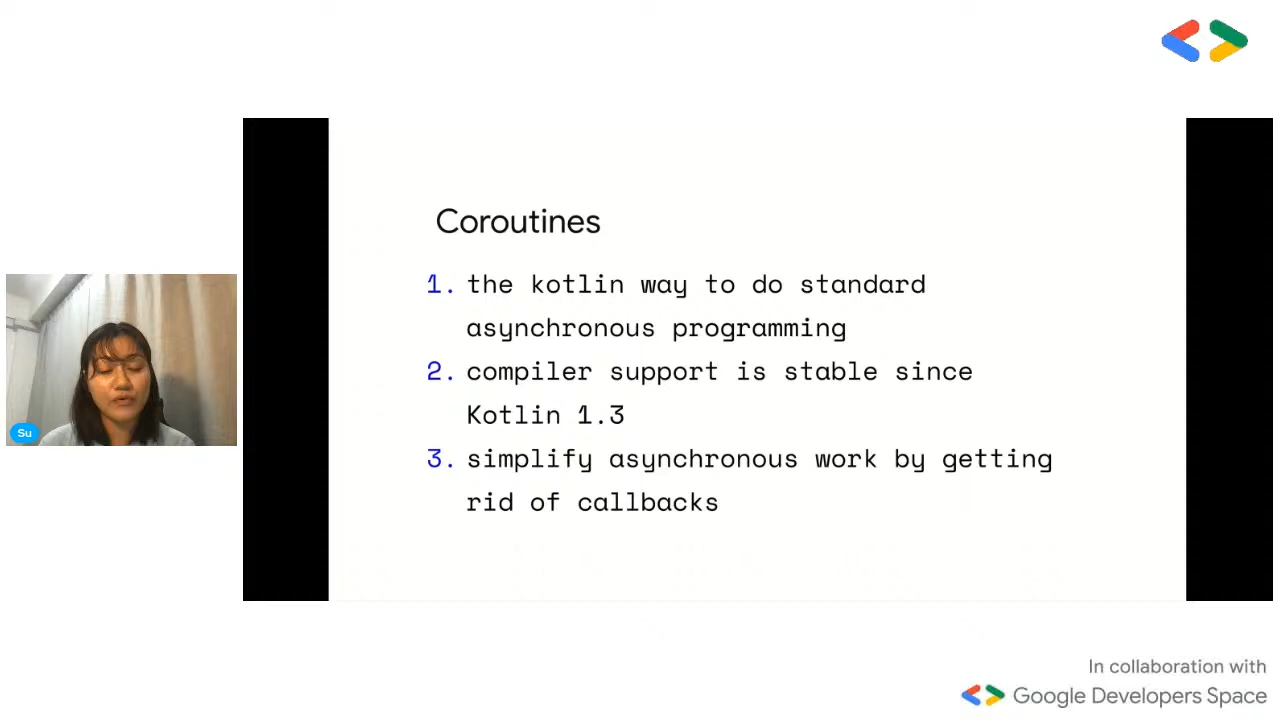 Coroutines
1. the kotlin way to do standard
asynchronous programming
2. compiler support is stable since
Kotlin 1.3
3. simplify asynchronous work by getting
rid of callbacks
Su
In collaboration with
Google Developers Space